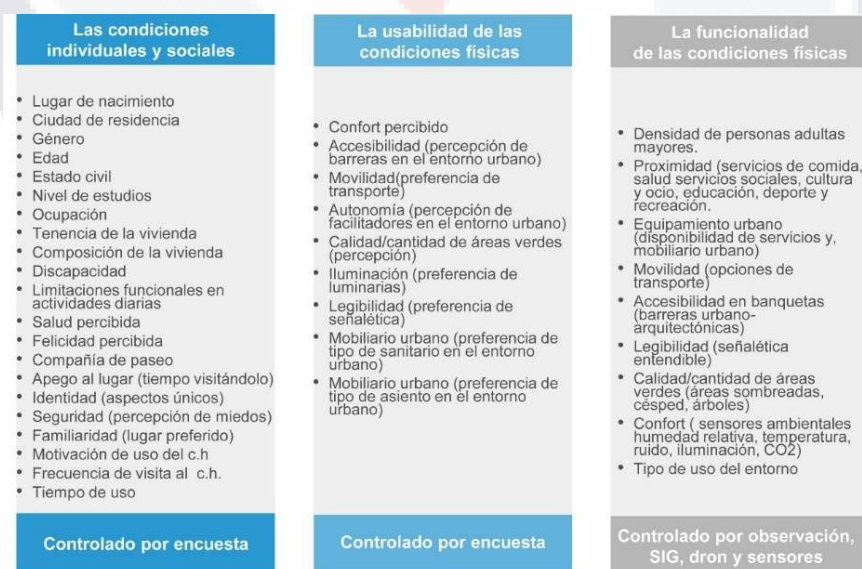 Las condiciones
individuales y sociales
• Lugar de nacimiento
• Ciudad de residencia
• Género
• Edad
• Estado civil
• Nivel de estudios
• Ocupación
• Tenencia de la vivienda
• Composición de la vivienda
• Discapacidad
• Limitaciones funcionales en
actividades diarias
• Salud percibida
• Felicidad percibida
• Compañía de paseo
• Apego al lugar (tiempo visitándolo)
• Identidad (aspectos únicos)
• Seguridad (percepción de miedos)
• Familiaridad (lugar preferido)
• Motivación de uso del c.h
• Frecuencia de visita al c.h.
• Tiempo de uso
Controlado por encuesta
La usabilidad de las
condiciones físicas
• Confort percibido
• Accesibilidad (percepción de
barreras en el entorno urbano)
• Movilidad(preferencia de
transporte)
• Autonomía (percepción de
facilitadores en el entorno urbano)
• Calidad/cantidad de áreas verdes
(percepción)
• Iluminación (preferencia de
luminarias)
• Legibilidad (preferencia de
señalética)
• Mobiliario urbano (preferencia de
tipo de sanitario en el entorno
urbano)
• Mobiliario urbano (preferencia de
tipo de asiento en el entorno
urbano)
Controlado por encuesta
La funcionalidad
de las condiciones físicas
• Densidad de personas adultas
mayores.
• Proximidad (servicios de comida,
salud servicios sociales, cultura
y ocio, educación, deporte y
recreación.
• Equipamiento urbano
(disponibilidad de servicios y,
mobiliario urbano)
• Movilidad (opciones de
transporte)
• Accesibilidad en banquetas
(barreras urbano-
arquitectónicas)
• Legibilidad (señalética
entendible)
• Calidad/cantidad de áreas
verdes (áreas sombreadas,
césped, árboles)
• Confort ( sensores ambientales
humedad relativa, temperatura,
ruido, iluminación, CO2)
• Tipo de uso del entorno
Controlado por observación,
SIG, dron y sensores